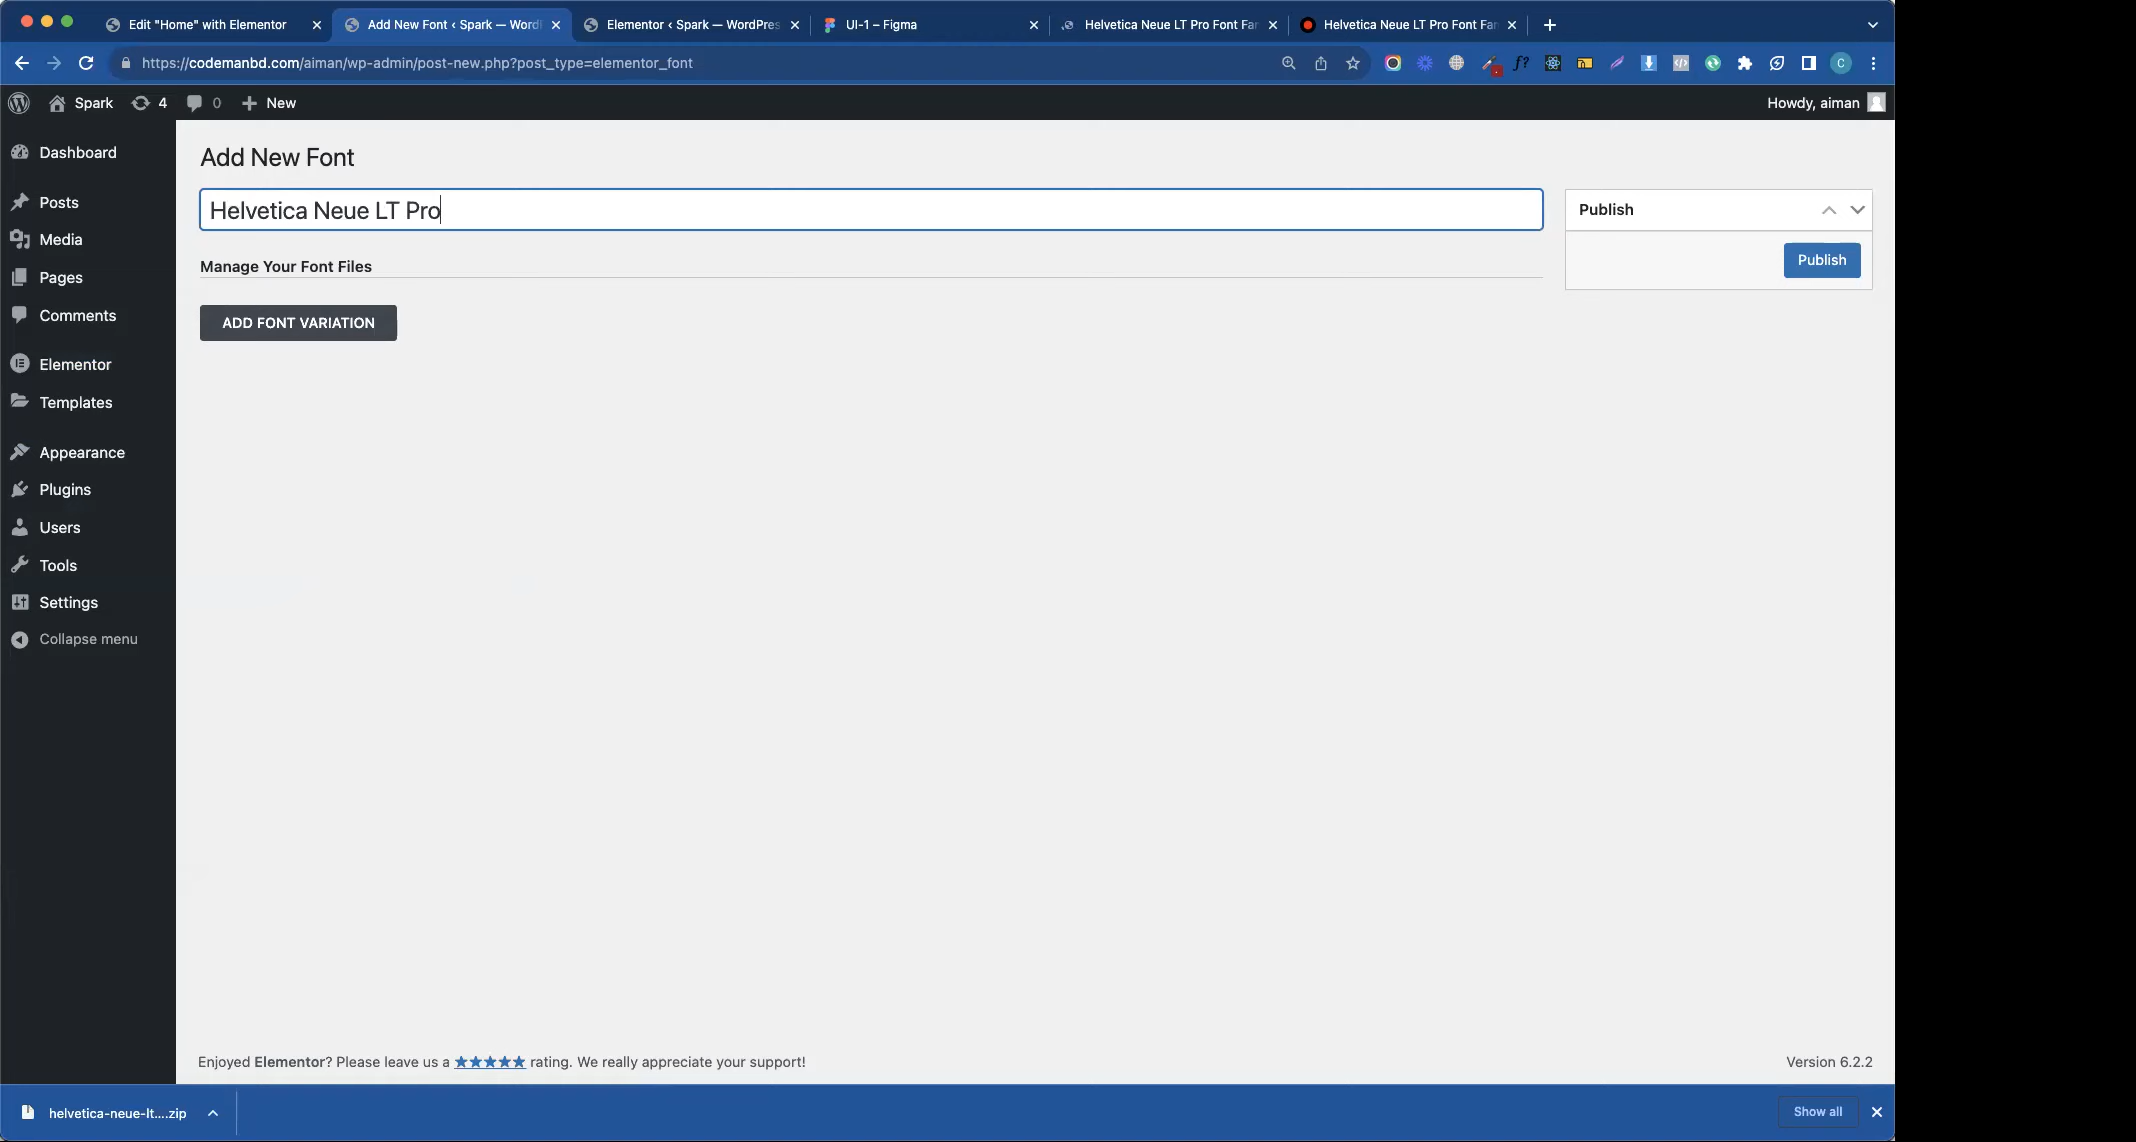 Edit "Home" with Elementor
Add New Font ‹ Spark — Word
Elementor ‹ Spark — WordPres
UI-1 – Figma
Helvetica Neue LT Pro Font Fa
Helvetica Neue LT Pro Font Fa
https://codemanbd.com/aiman/wp-admin/post-new.php?post_type=elementor_font
f?
C
Spark
4
0
New
Howdy, aiman
Dashboard
Posts
Media
Pages
Comments
Elementor
Templates
Appearance
Plugins
Users
Tools
Settings
Collapse menu
Add New Font
Helvetica Neue LT Pro
Manage Your Font Files
ADD FONT VARIATION
Publish
Publish
Enjoyed Elementor? Please leave us a ★★★★★ rating. We really appreciate your support!
Version 6.2.2
helvetica-neue-lt....zip
Show all